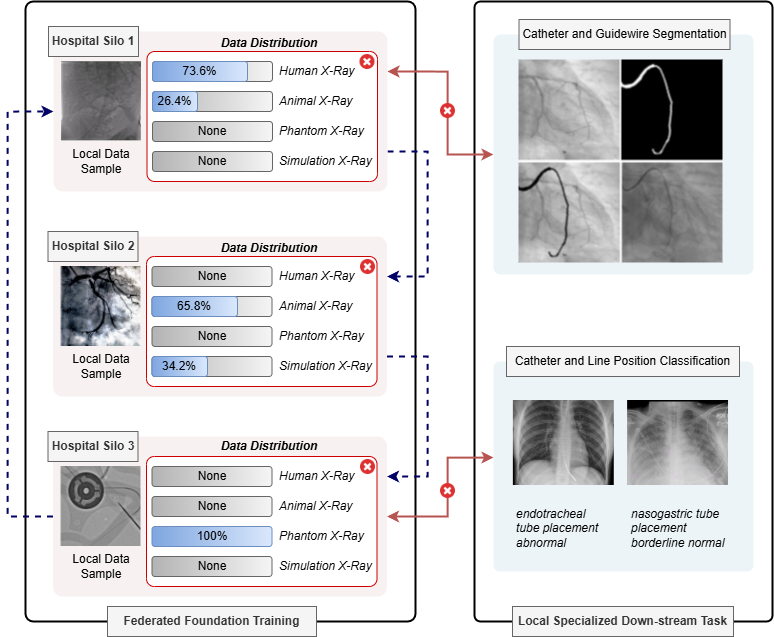 Hospital Silo 1
Data Distribution
73.6%
Human X-Ray
26.4%
Animal X-Ray
None
Phantom X-Ray
None
Simulation X-Ray
Local Data
Sample
Hospital Silo 2
Data Distribution
None
Human X-Ray
65.8%
Animal X-Ray
None
Phantom X-Ray
34.2%
Simulation X-Ray
Local Data
Sample
Hospital Silo 3
Data Distribution
None
Human X-Ray
None
Animal X-Ray
100%
Phantom X-Ray
None
Simulation X-Ray
Local Data
Sample
Federated Foundation Training
Catheter and Guidewire Segmentation
Catheter and Line Position Classification
endotracheal
tube placement
abnormal
nasogastric tube
placement
borderline normal
Local Specialized Down-stream Task